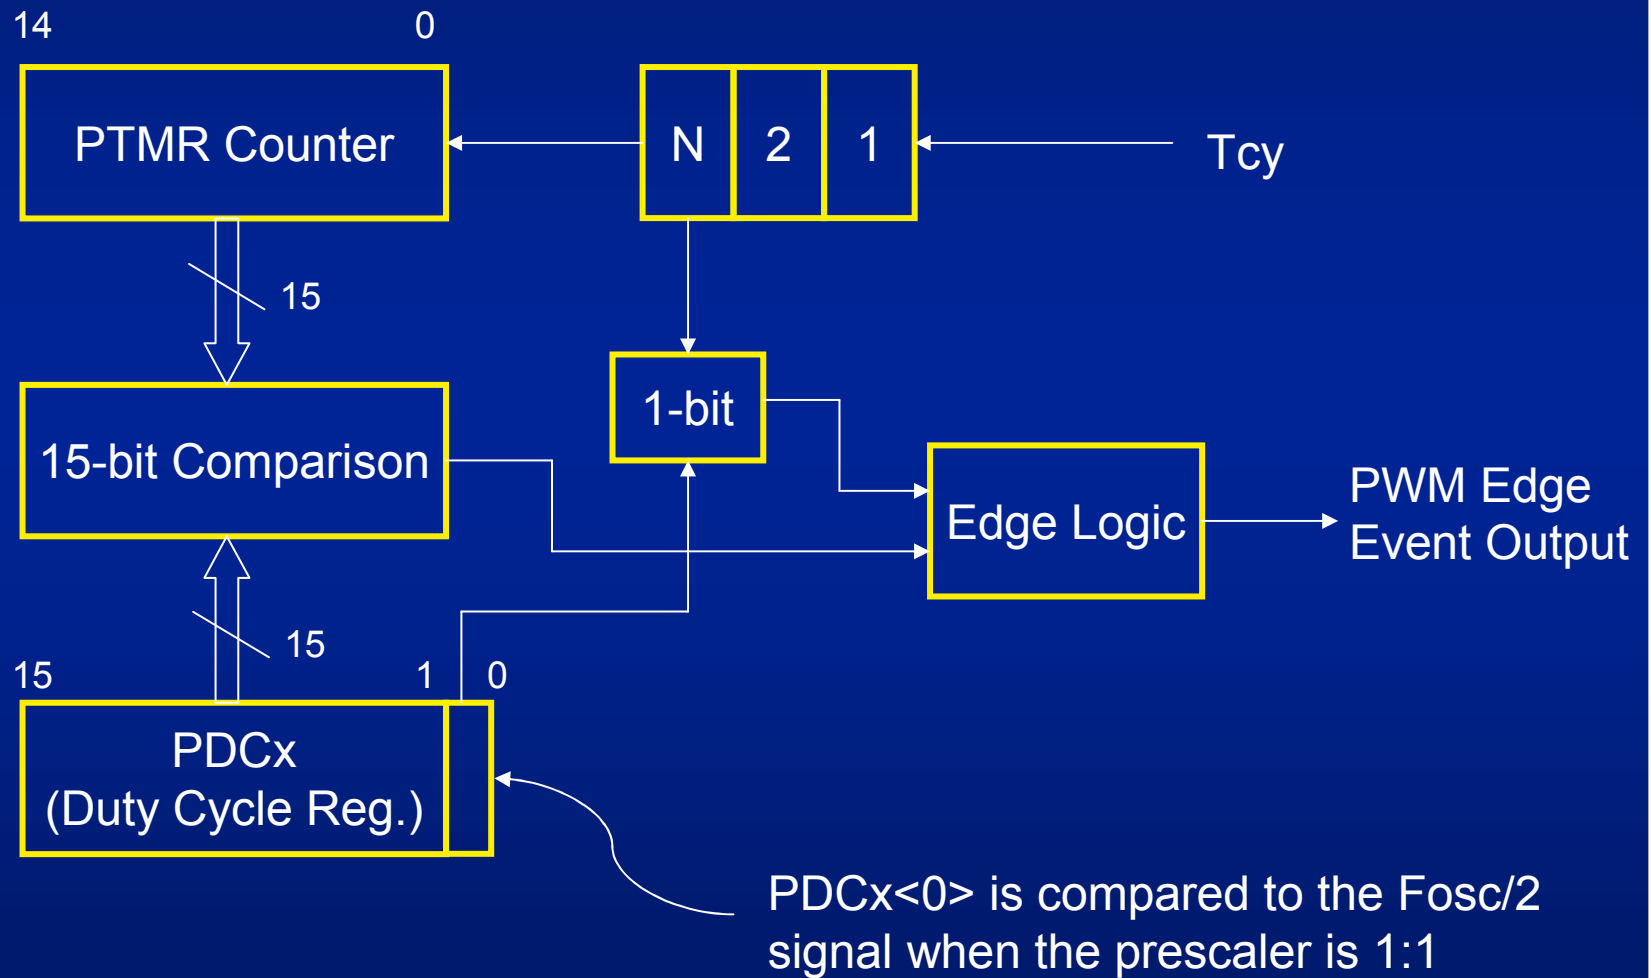 14 0
PTMR Counter
N 2 1
Tcy
15
1-bit
15-bit Comparison
Edge Logic
PWM Edge
Event Output
15
15 1 0
PDCx
(Duty Cycle Reg.)
PDCx<0> is compared to the Fosc/2
signal when the prescaler is 1:1